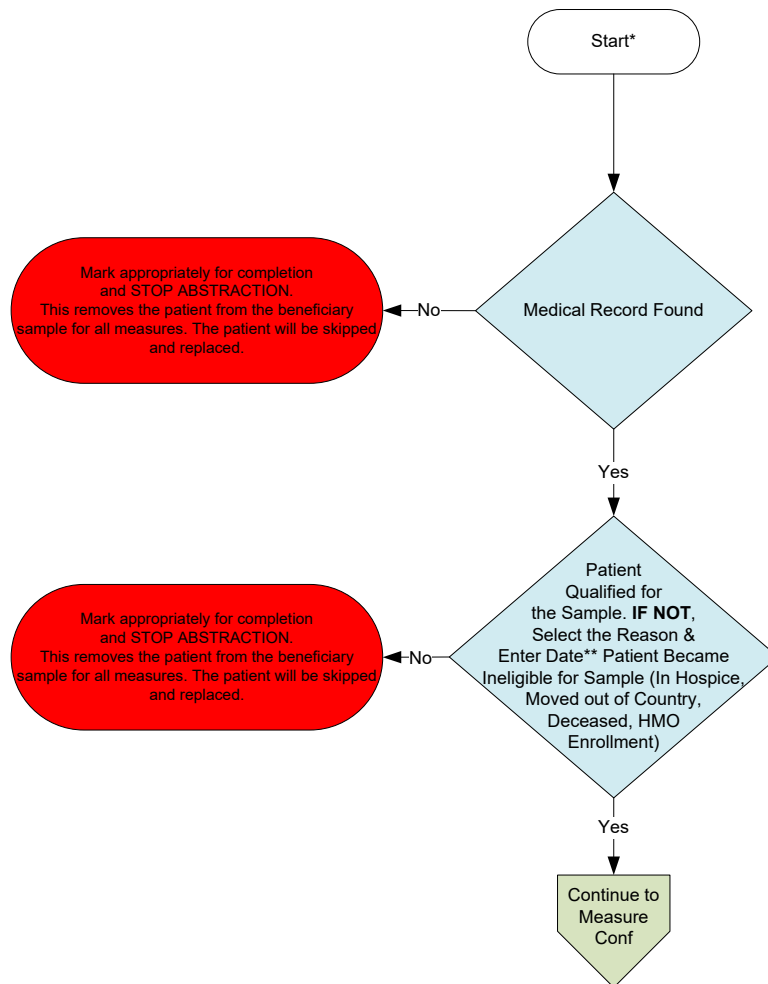 Start*
Mark appropriately for completion
and STOP ABSTRACTION.
This removes the patient from the beneficiary
sample for all measures. The patient will be skipped
and replaced.
No
Medical Record Found
Yes
Mark appropriately for completion
and STOP ABSTRACTION.
This removes the patient from the beneficiary
sample for all measures. The patient will be skipped
and replaced.
No
Patient
Qualified for
the Sample. IF NOT,
Select the Reason &
Enter Date** Patient Became
Ineligible for Sample (In Hospice,
Moved out of Country,
Deceased, HMO
Enrollment)
Yes
Continue to
Measure
Conf